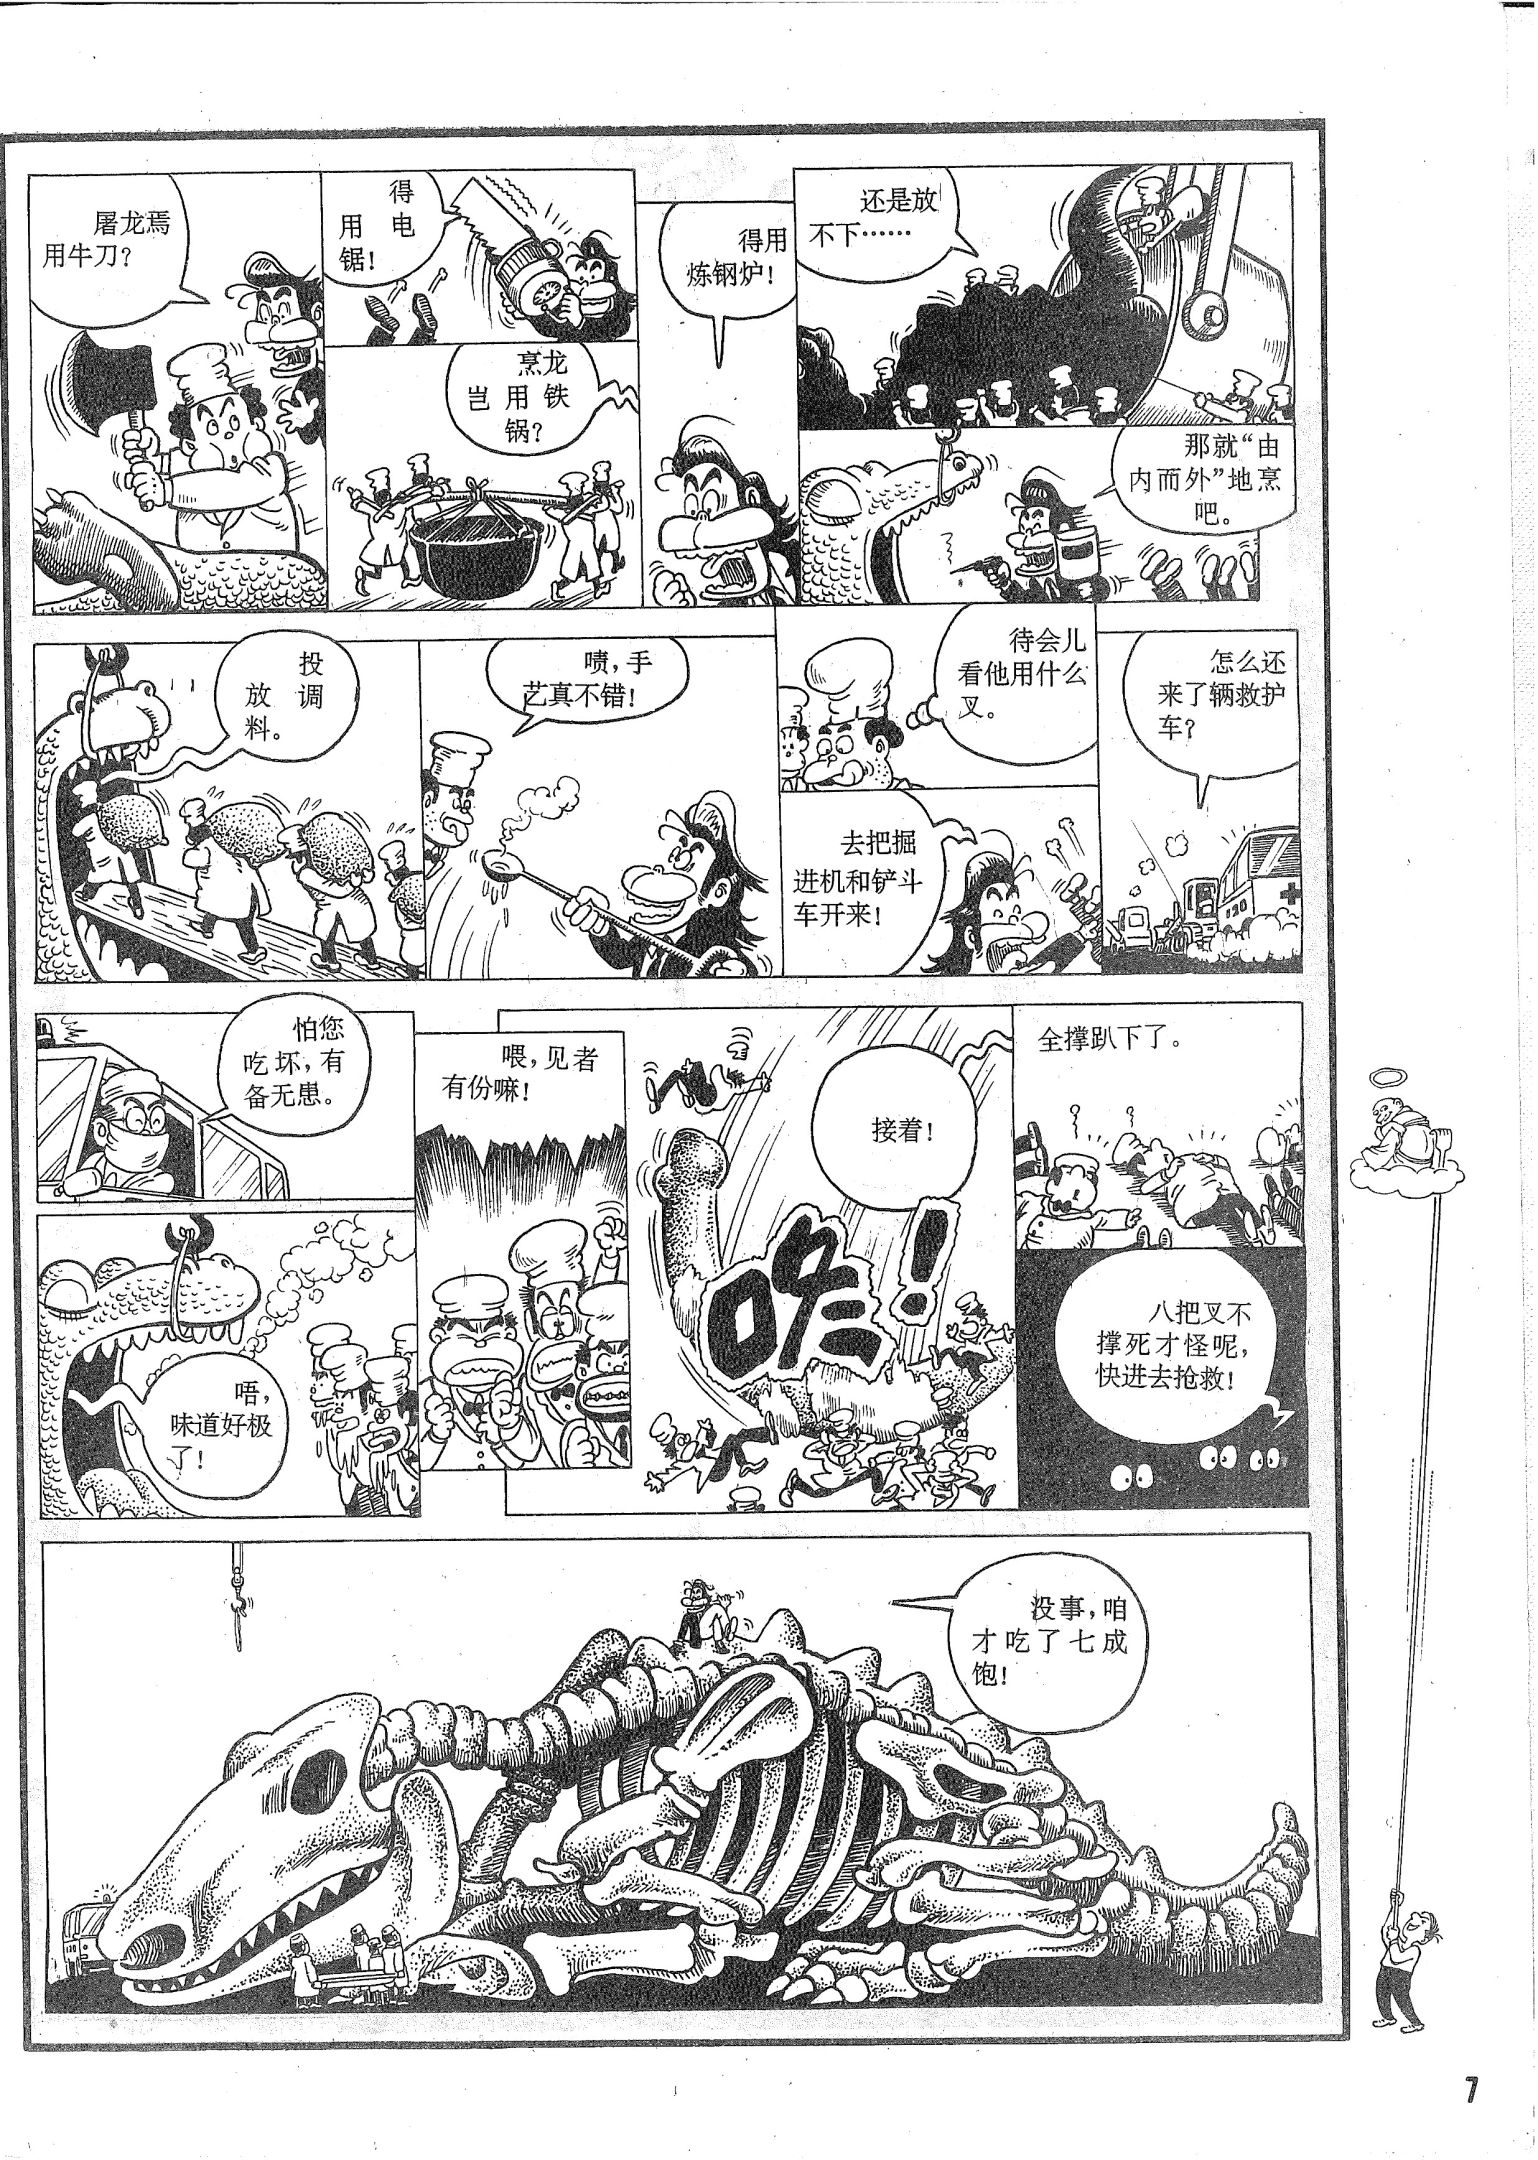 屠龙焉
用牛刀？
得
用 电
锯！
烹龙
岂用铁
锅？
得用
炼钢炉！
还是放
不下……
那就“由
内而外”地烹
吧。
投
放 调
料。
啧，手
艺真不错！
待会儿
看他用什么
叉。
去把掘
进机和铲斗
车开来！
怎么还
来了辆救护
车？
怕您
吃坏，有
备无患。
唔，
味道好极
了！
喂，见者
有份嘛！
接着！
咣！
全撑趴下了。
八把叉不
撑死才怪呢，
快进去抢救！
没事，咱
才吃了七成
饱！
7